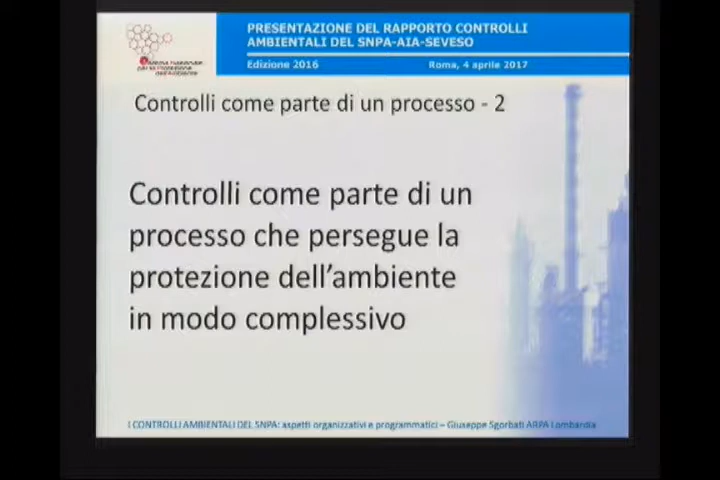 PRESENTAZIONE DEL RAPPORTO CONTROLLI
AMBIENTALI DEL SNPA-AIA-SEVESO
Edizione 2016
Roma, 4 aprile 2017
Controlli come parte di un processo - 2
Controlli come parte di un
processo che persegue la
protezione dell'ambiente
in modo complessivo
I CONTROLLI AMBIENTALI DEL SNPA: aspetti organizzativi e programmatici – Giuseppe Sgorbati ARPA Lombardia